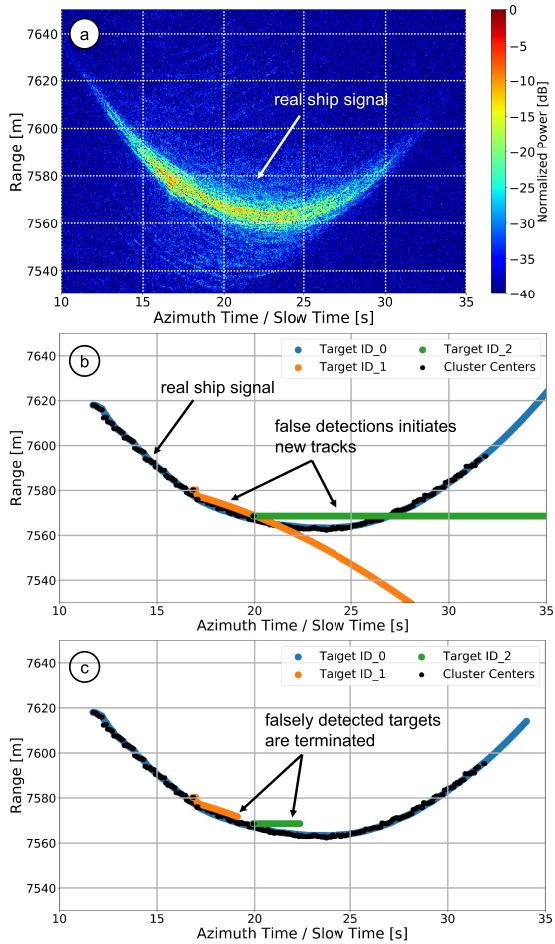 a
7640
7620
7600
7580
7560
7540
Range [m]
real ship signal
10
15
20
25
30
35
Azimuth Time / Slow Time [s]
0
−5
−10
−15
−20
−25
−30
−35
−40
Normalized Power [dB]
b
7640
7620
7600
7580
7560
7540
Range [m]
Target ID_0
Target ID_1
Target ID_2
Cluster Centers
real ship signal
false detections initiates
new tracks
10
15
20
25
30
35
Azimuth Time / Slow Time [s]
c
7640
7620
7600
7580
7560
7540
Range [m]
Target ID_0
Target ID_1
Target ID_2
Cluster Centers
falsely detected targets
are terminated
10
15
20
25
30
35
Azimuth Time / Slow Time [s]